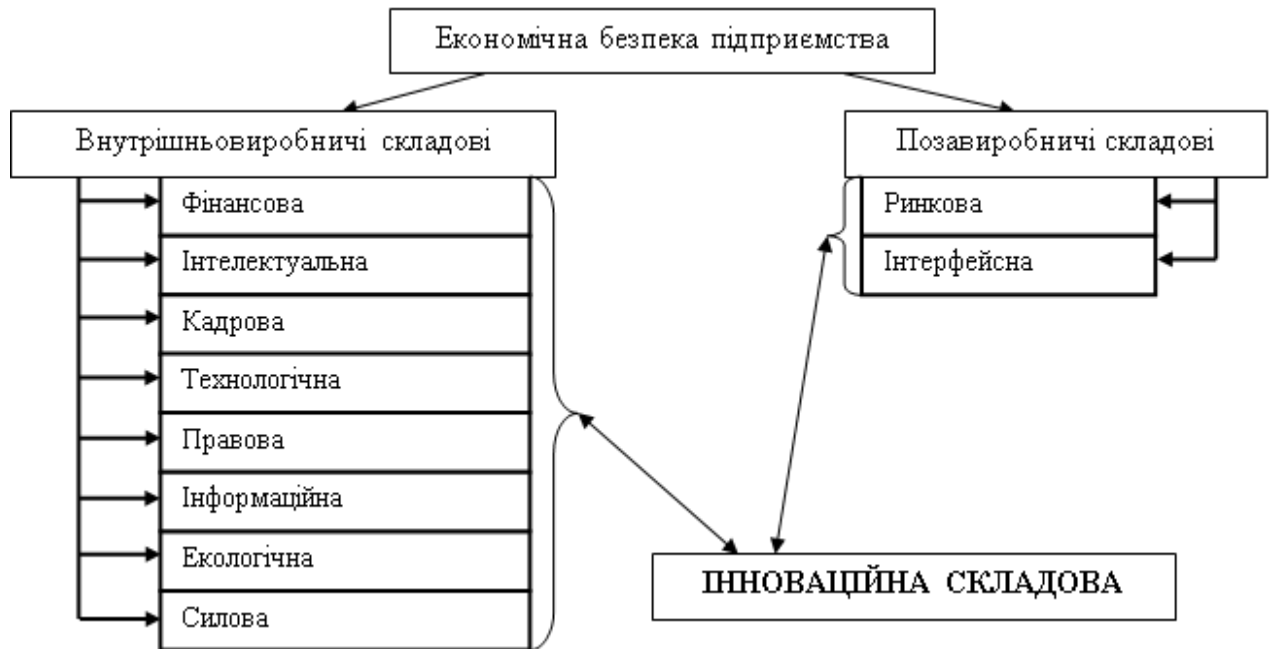 Економічна безпека підприємства
Внутрішньовиробничі складові
Фінансова
Інтелектуальна
Кадрова
Технологічна
Правова
Інформаційна
Екологічна
Силова
Позавиробничі складові
Ринкова
Інтерфейсна
ІННОВАЦІЙНА СКЛАДОВА